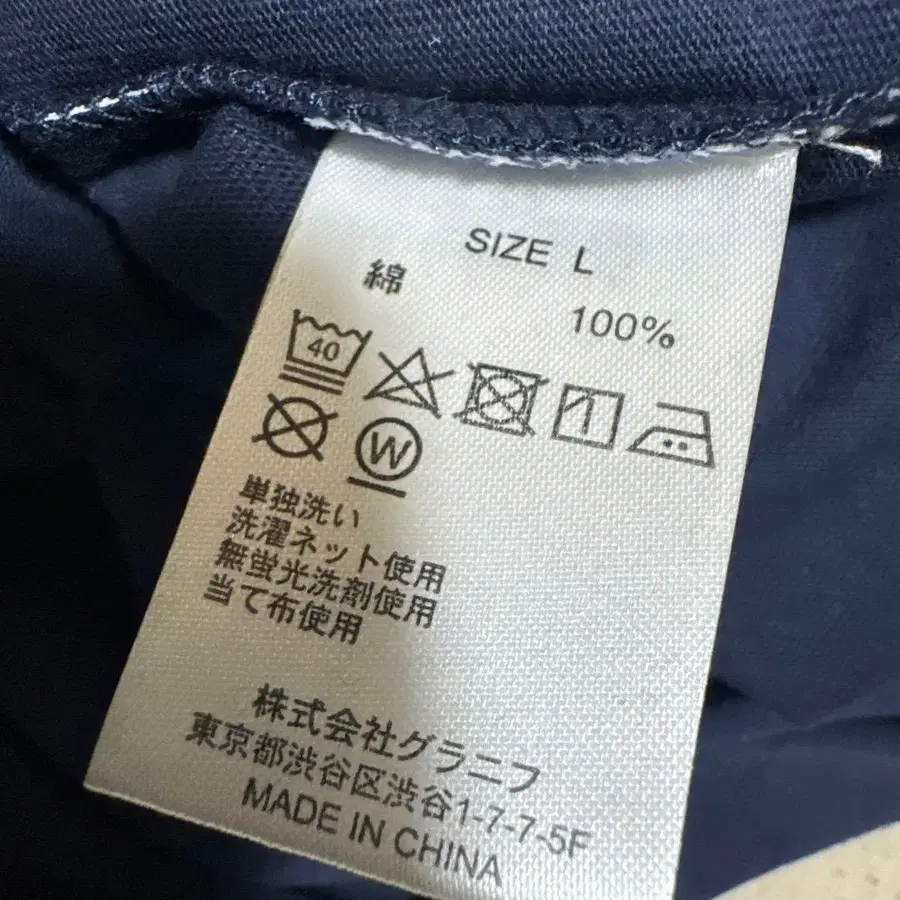 SIZE L
綿 100%
40
W
単独洗い
洗濯ネット使用
無蛍光洗剤使用
当て布使用
株式会社グラニフ
東京都渋谷区渋谷1-7-7-5F
MADE IN CHINA